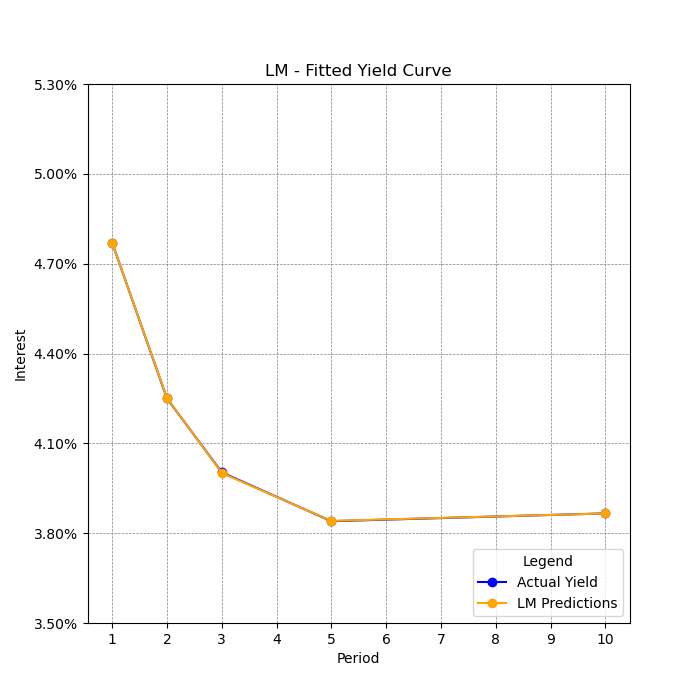 LM - Fitted Yield Curve
5.30%
5.00%
4.70%
4.40%
4.10%
3.80%
3.50%
Interest
1 2 3 4 5 6 7 8 9 10
Period
Legend
Actual Yield
LM Predictions